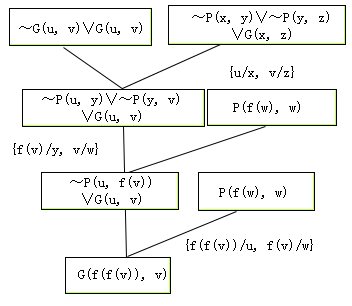 ~G(u, v)∨G(u, v)
~P(x, y)∨~P(y, z)
∨G(x, z)
{u/x, v/z}
~P(u, y)∨~P(y, v)
∨G(u, v)
P(f(w), w)
{f(v)/y, v/w}
~P(u, f(v))
∨G(u, v)
P(f(w), w)
{f(f(v))/u, f(v)/w}
G(f(f(v)), v)